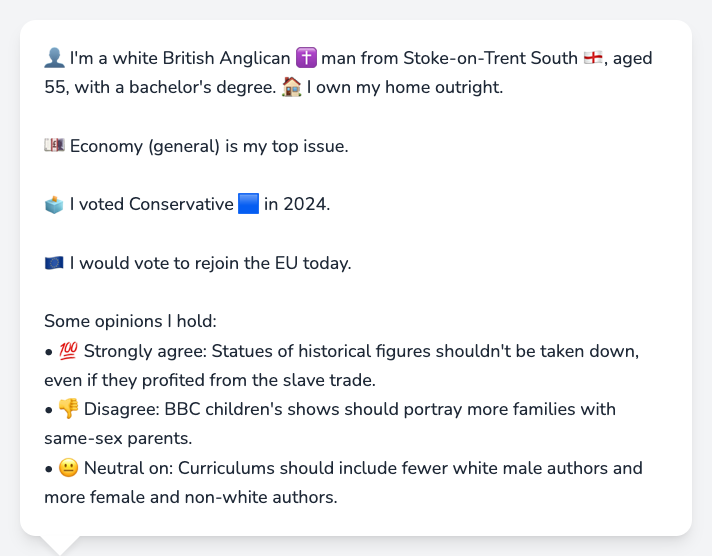 👤 I'm a white British Anglican ✝️ man from Stoke-on-Trent South 🏴󠁧󠁢󠁥󠁮󠁧󠁿, aged
55, with a bachelor's degree. 🏠 I own my home outright.
💷 Economy (general) is my top issue.
🗳️ I voted Conservative 🟦 in 2024.
🇪🇺 I would vote to rejoin the EU today.
Some opinions I hold:
• 💯 Strongly agree: Statues of historical figures shouldn't be taken down,
even if they profited from the slave trade.
• 👎 Disagree: BBC children's shows should portray more families with
same-sex parents.
• 😐 Neutral on: Curriculums should include fewer white male authors and
more female and non-white authors.